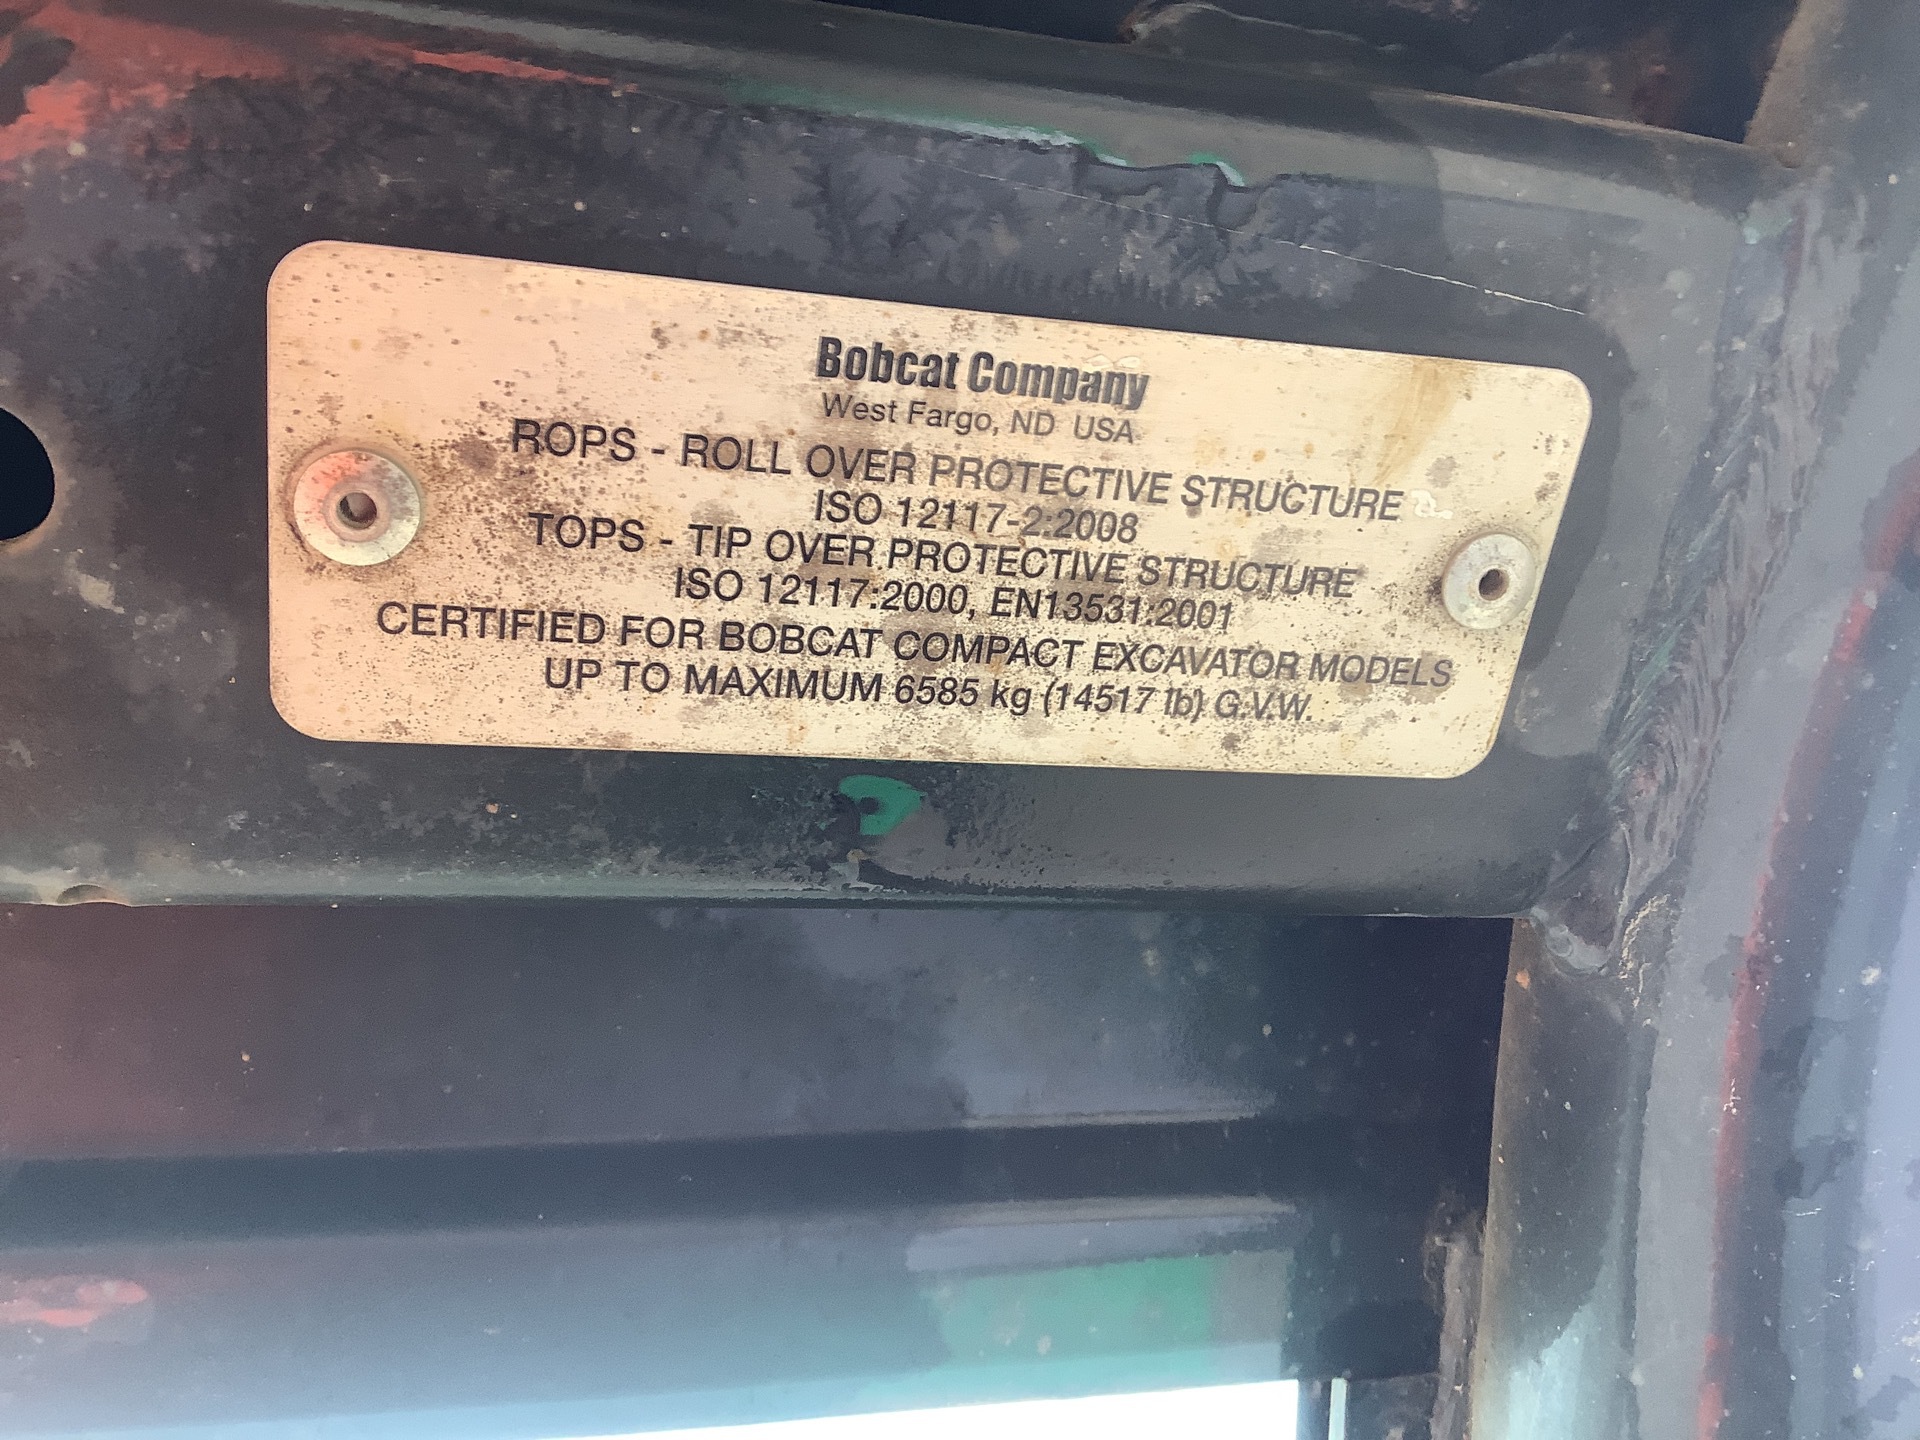 Bobcat Company
West Fargo, ND USA
ROPS - ROLL OVER PROTECTIVE STRUCTURE
ISO 12117-2:2008
TOPS - TIP OVER PROTECTIVE STRUCTURE
ISO 12117:2000, EN13531:2001
CERTIFIED FOR BOBCAT COMPACT EXCAVATOR MODELS
UP TO MAXIMUM 6585 kg (14517 lb) G.V.W.